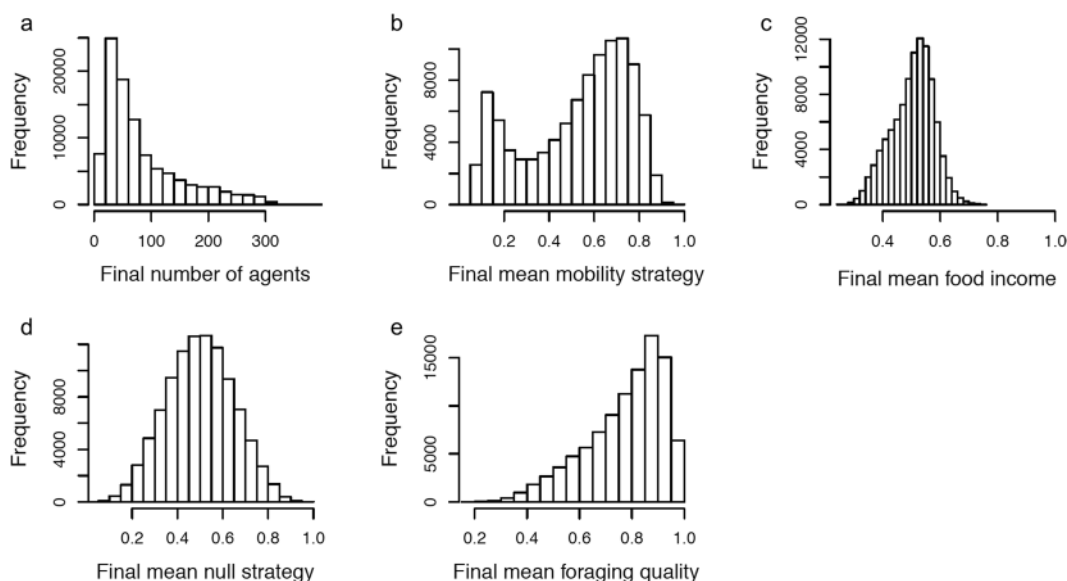 a
Frequency
0
10000
20000
0
100
200
300
Final number of agents
b
Frequency
0
4000
8000
0.2
0.4
0.6
0.8
1.0
Final mean mobility strategy
c
Frequency
0
4000
8000
12000
0.4
0.6
0.8
1.0
Final mean food income
d
Frequency
0
4000
8000
0.2
0.4
0.6
0.8
1.0
Final mean null strategy
e
Frequency
0
5000
15000
0.2
0.4
0.6
0.8
1.0
Final mean foraging quality